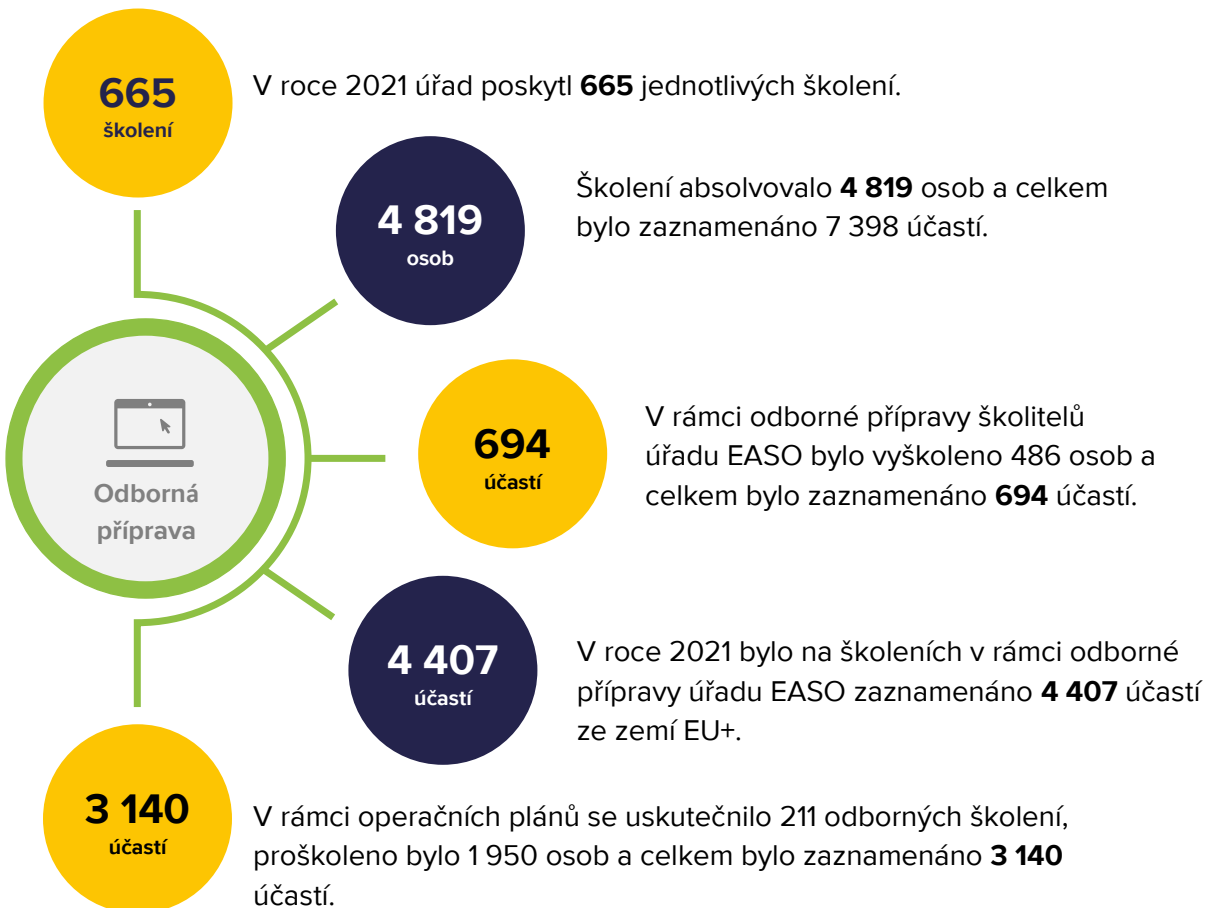 665
školení
V roce 2021 úřad poskytl 665 jednotlivých školení.
4 819
osob
Školení absolvovalo 4 819 osob a celkem
bylo zaznamenáno 7 398 účastí.
694
účastí
V rámci odborné přípravy školitelů
úřadu EASO bylo vyškoleno 486 osob a
celkem bylo zaznamenáno 694 účastí.
Odborná
příprava
4 407
účastí
V roce 2021 bylo na školeních v rámci odborné
přípravy úřadu EASO zaznamenáno 4 407 účastí
ze zemí EU+.
3 140
účastí
V rámci operačních plánů se uskutečnilo 211 odborných školení,
proškoleno bylo 1 950 osob a celkem bylo zaznamenáno 3 140
účastí.